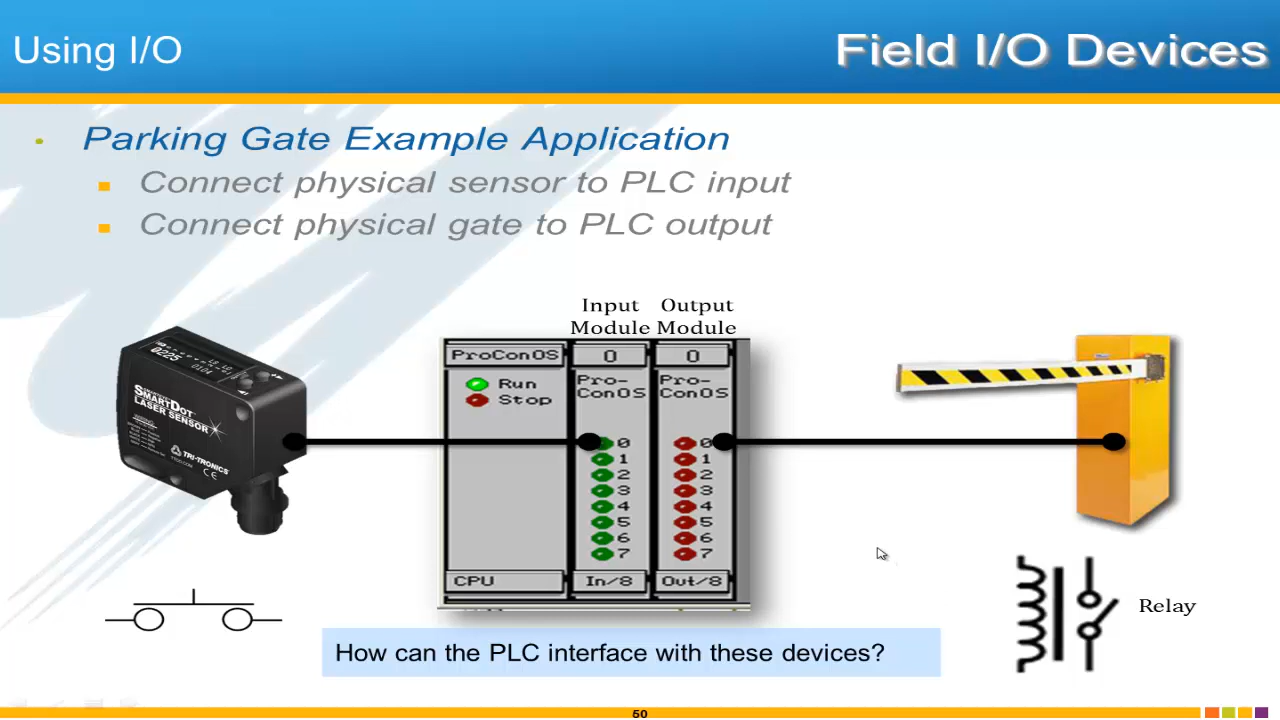 Using I/O
Field I/O Devices
Parking Gate Example Application
Connect physical sensor to PLC input
Connect physical gate to PLC output
Input Output
Module Module
ProConOS 0 0
Run
Stop
Pro-
ConOS
Pro-
ConOS
0 0
1 1
2 2
3 3
4 4
5 5
6 6
7 7
CPU In/8 Out/8
0225
0104
SMARTDOT
LASER SENSOR
TRI-TRONICS
CE
Relay
How can the PLC interface with these devices?
50